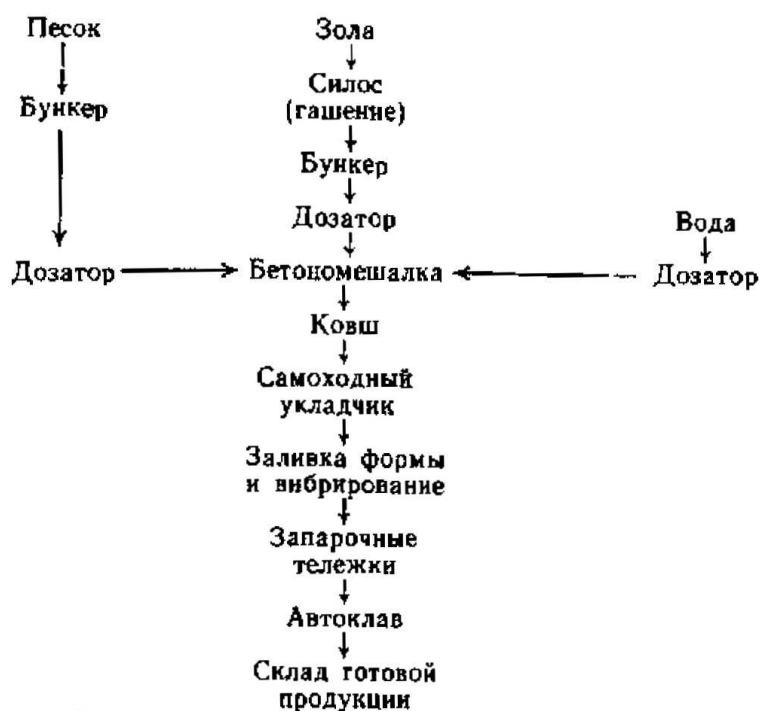 Песок
Бункер
Дозатор
Зола
Силос
(гашение)
Бункер
Дозатор
Бетономешалка
Вода
Дозатор
Ковш
Самоходный
укладчик
Заливка формы
и вибрирование
Запарочные
тележки
Автоклав
Склад готовой
продукции